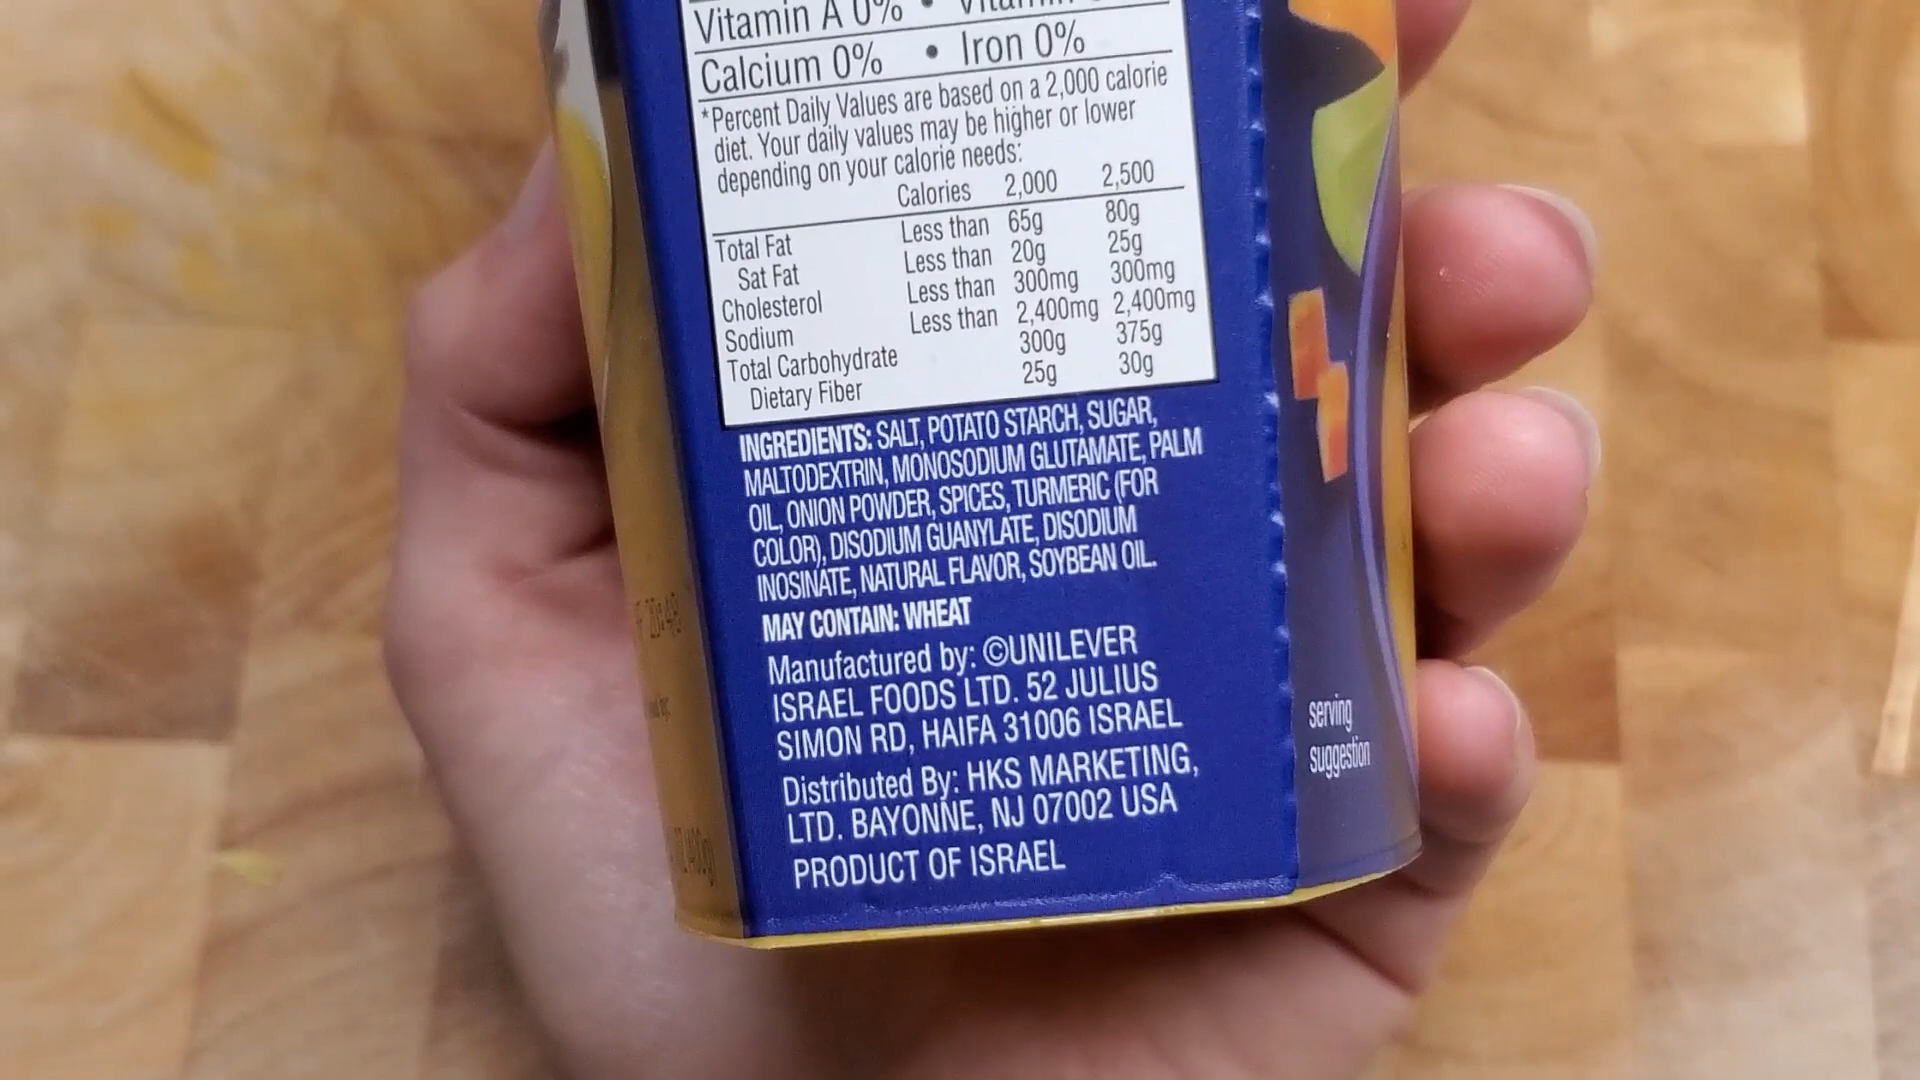 Vitamin A 0% •
Calcium 0% • Iron 0%
*Percent Daily Values are based on a 2,000 calorie
diet. Your daily values may be higher or lower
depending on your calorie needs:
Calories 2,000 2,500
Total Fat Less than 65g 80g
Sat Fat Less than 20g 25g
Cholesterol Less than 300mg 300mg
Sodium Less than 2,400mg 2,400mg
Total Carbohydrate 300g 375g
Dietary Fiber 25g 30g
INGREDIENTS: SALT, POTATO STARCH, SUGAR,
MALTODEXTRIN, MONOSODIUM GLUTAMATE, PALM
OIL, ONION POWDER, SPICES, TURMERIC (FOR
COLOR), DISODIUM GUANYLATE, DISODIUM
INOSINATE, NATURAL FLAVOR, SOYBEAN OIL.
MAY CONTAIN: WHEAT
Manufactured by: ©UNILEVER
ISRAEL FOODS LTD. 52 JULIUS
SIMON RD, HAIFA 31006 ISRAEL
Distributed By: HKS MARKETING,
LTD. BAYONNE, NJ 07002 USA
PRODUCT OF ISRAEL
serving
suggestion